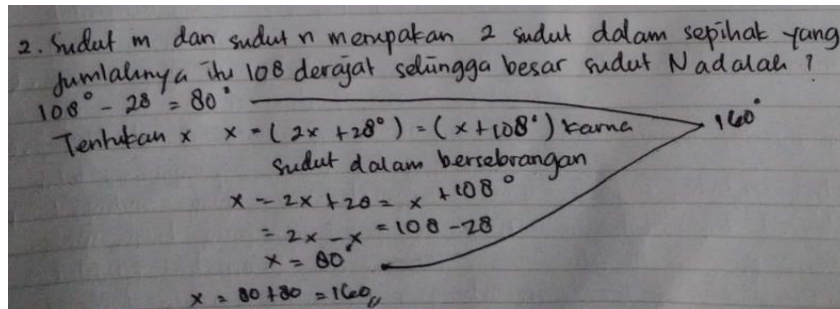 2. Sudut m dan sudut n merupakan 2 sudut dalam sepihak yang
Jumlahnya itu 108 derajat sehingga besar sudut N adalah ?
108° - 28 = 80°
Tentukan x x = (2x + 28°) = (x + 108°) karna
160°
sudut dalam bersebrangan
x - 2x + 28 = x + 108°
= 2x - x = 108 - 28
x = 80°
x = 80 + 80 = 160,,